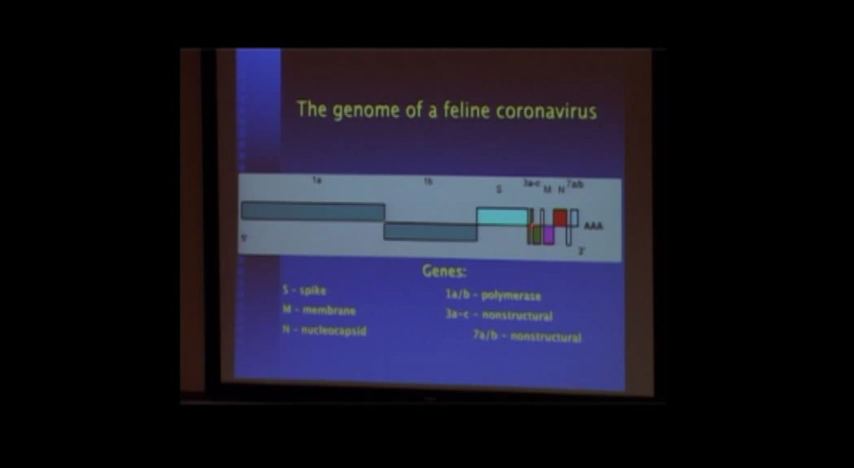 The genome of a feline coronavirus
1a 1b S 3a-c M N 7a/b
AAA
5' 3'
Genes:
S - spike
M - membrane
N - nucleocapsid
1a/b - polymerase
3a-c - nonstructural
7a/b - nonstructural